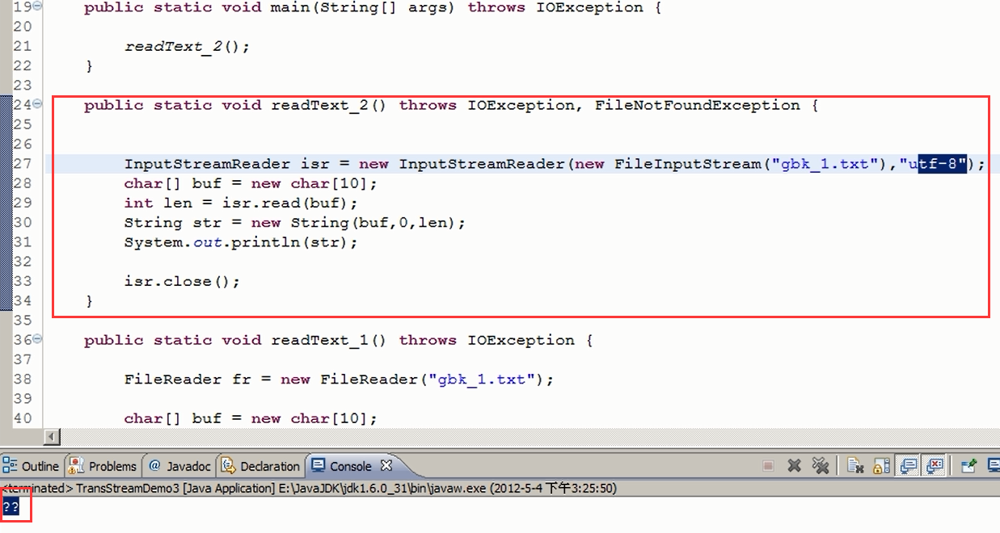 19 public static void main(String[] args) throws IOException {
20
21 readText_2();
22 }
23
24 public static void readText_2() throws IOException, FileNotFoundException {
25
26
27 InputStreamReader isr = new InputStreamReader(new FileInputStream("gbk_1.txt"),"utf-8");
28 char[] buf = new char[10];
29 int len = isr.read(buf);
30 String str = new String(buf,0,len);
31 System.out.println(str);
32
33 isr.close();
34 }
35
36 public static void readText_1() throws IOException {
37
38 FileReader fr = new FileReader("gbk_1.txt");
39
40 char[] buf = new char[10];
Outline Problems @ Javadoc Declaration Console
<terminated> TransStreamDemo3 [Java Application] E:\JavaJDK\jdk1.6.0_31\bin\javaw.exe (2012-5-4 下午3:25:50)
??